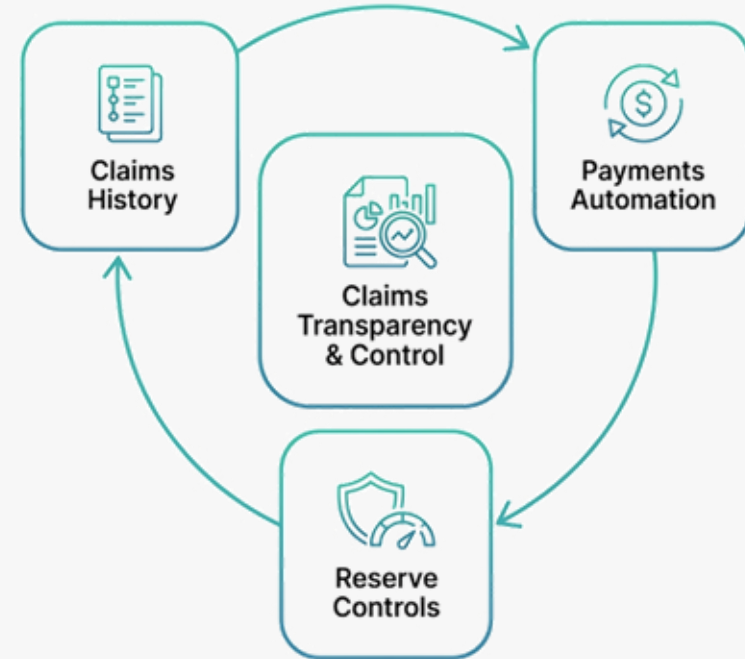 Claims
History
Payments
Automation
$
Claims
Transparency
& Control
Reserve
Controls